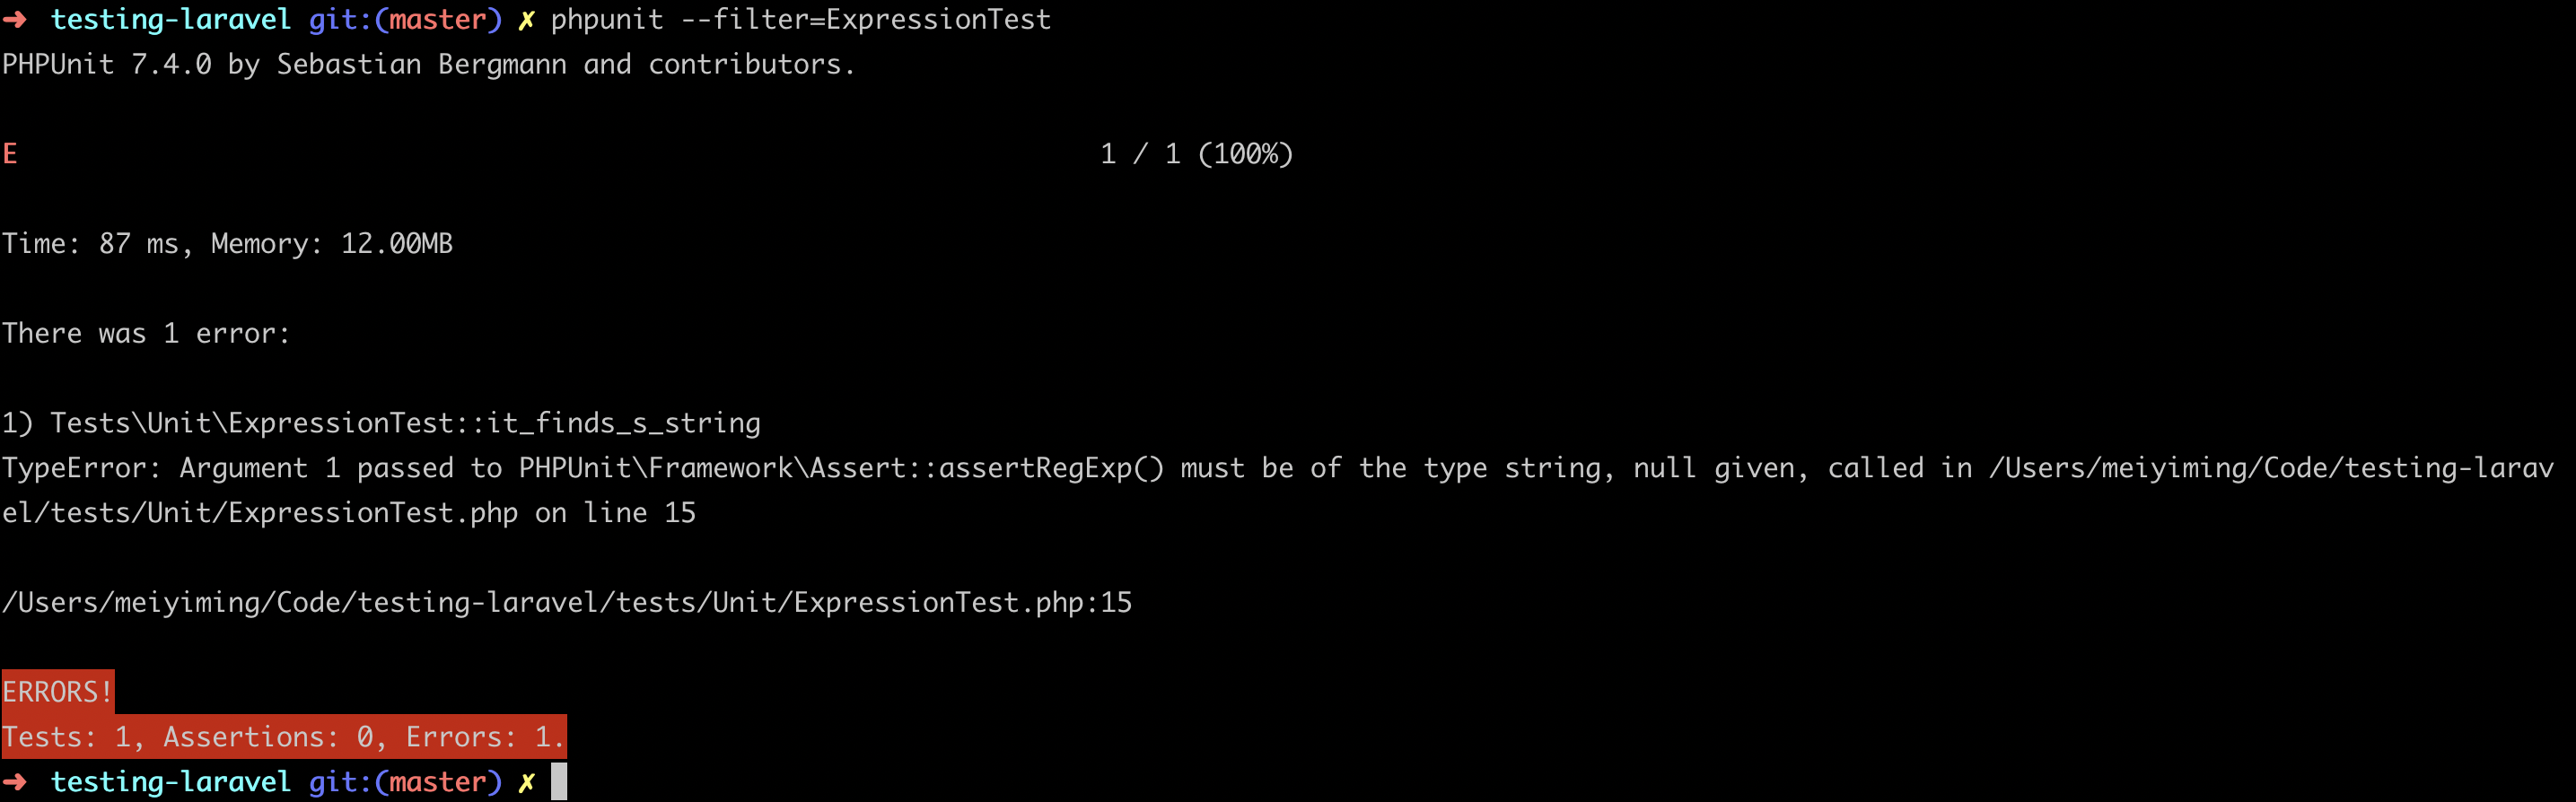 ➜ testing-laravel git:(master) ✗ phpunit --filter=ExpressionTest
PHPUnit 7.4.0 by Sebastian Bergmann and contributors.
E 1 / 1 (100%)
Time: 87 ms, Memory: 12.00MB
There was 1 error:
1) Tests\Unit\ExpressionTest::it_finds_s_string
TypeError: Argument 1 passed to PHPUnit\Framework\Assert::assertRegExp() must be of the type string, null given, called in /Users/meiyiming/Code/testing-larav
el/tests/Unit/ExpressionTest.php on line 15
/Users/meiyiming/Code/testing-laravel/tests/Unit/ExpressionTest.php:15
ERRORS!
Tests: 1, Assertions: 0, Errors: 1.
➜ testing-laravel git:(master) ✗